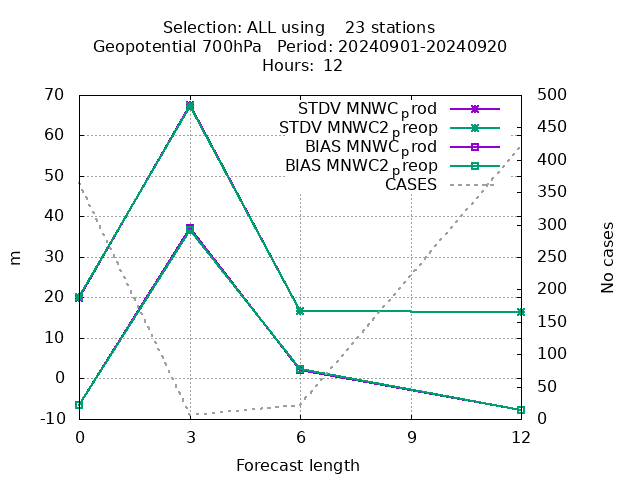 Selection: ALL using    23 stations
Geopotential 700hPa   Period: 20240901-20240920
Hours: 12
STDV MNWC_prod
STDV MNWC2_preop
BIAS MNWC_prod
BIAS MNWC2_preop
CASES
70
60
50
40
30
20
10
0
-10
m
500
450
400
350
300
250
200
150
100
50
0
No cases
0 3 6 9 12
Forecast length